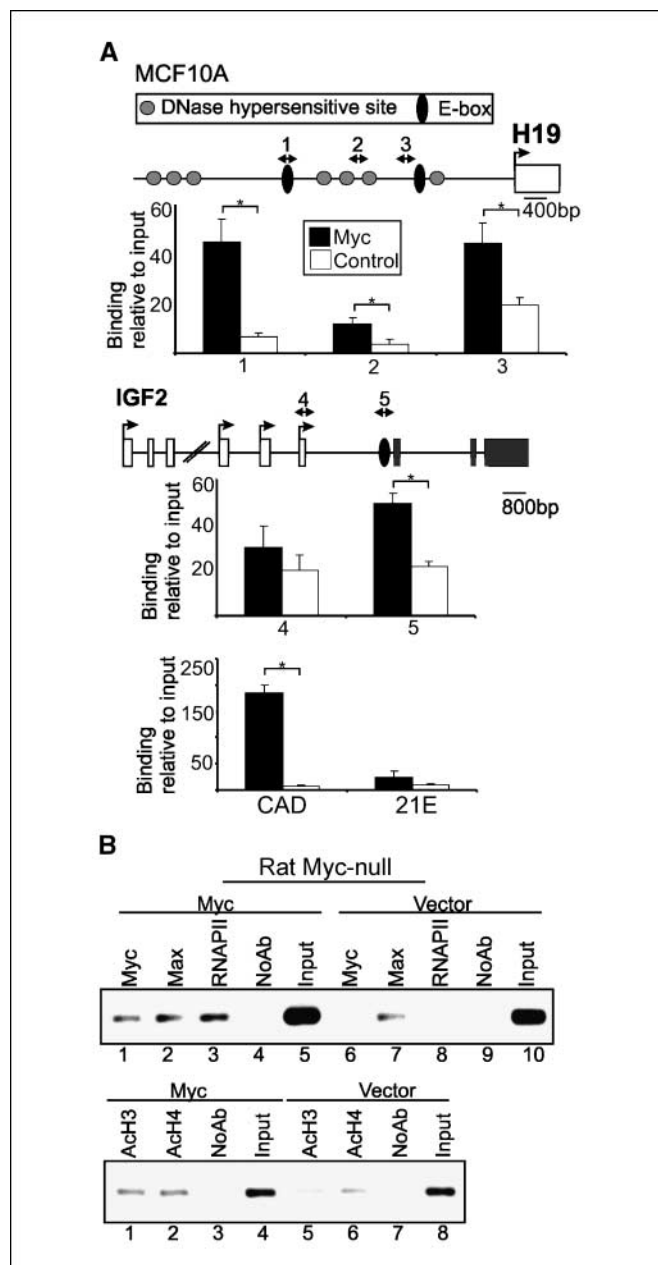 A
MCF10A
DNase hypersensitive site E-box
1 2 3 H19
400bp
Binding relative to input
60
40
20
* * *
Myc
Control
1 2 3
IGF2 4 5
800bp
Binding relative to input
60
40
20
*
4 5
Binding relative to input
250
150
50
*
CAD 21E
B
Rat Myc-null
Myc Vector
Myc Max RNAPII NoAb Input Myc Max RNAPII NoAb Input
1 2 3 4 5 6 7 8 9 10
Myc Vector
AcH3 AcH4 NoAb Input AcH3 AcH4 NoAb Input
1 2 3 4 5 6 7 8